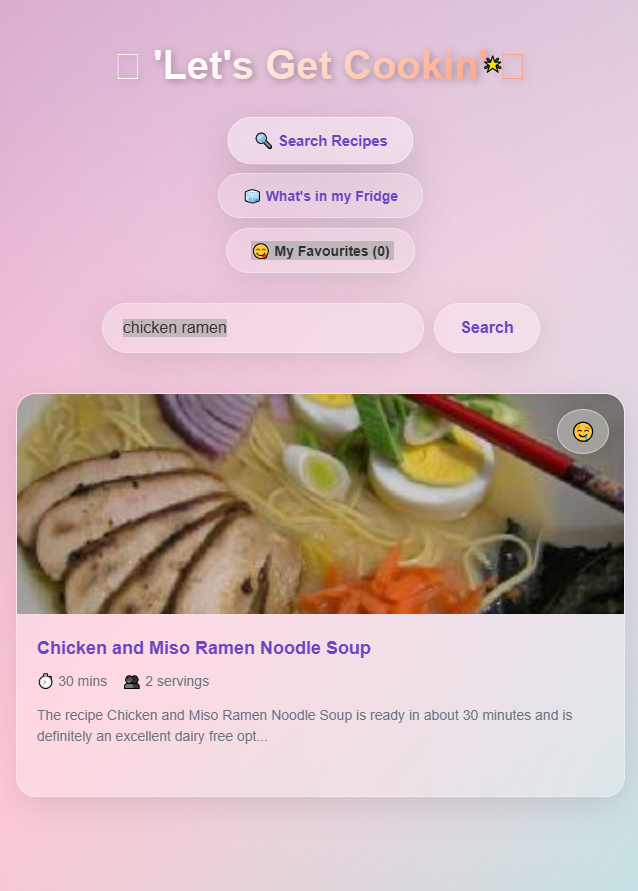 'Let's Get Cookin'
🔍 Search Recipes
🧊 What's in my Fridge
😋 My Favourites (0)
chicken ramen
Search
Chicken and Miso Ramen Noodle Soup
⏱️ 30 mins 👥 2 servings
The recipe Chicken and Miso Ramen Noodle Soup is ready in about 30 minutes and is
definitely an excellent dairy free opt...